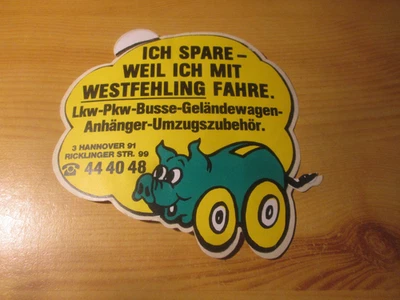 ICH SPARE –
WEIL ICH MIT
WESTFEHLING FAHRE.
Lkw-Pkw-Busse-Geländewagen-
Anhänger-Umzugszubehör.
3 HANNOVER 91
RICKLINGER STR. 99
☎ 44 40 48